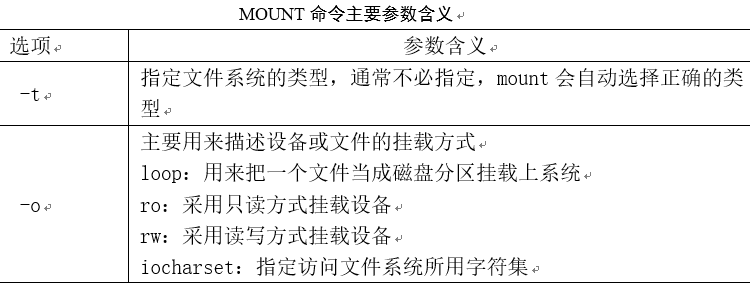 MOUNT 命令主要参数含义
选项 参数含义
-t 指定文件系统的类型，通常不必指定，mount 会自动选择正确的类
型
主要用来描述设备或文件的挂载方式
loop：用来把一个文件当成磁盘分区挂载上系统
-o ro：采用只读方式挂载设备
rw：采用读写方式挂载设备
iocharset：指定访问文件系统所用字符集